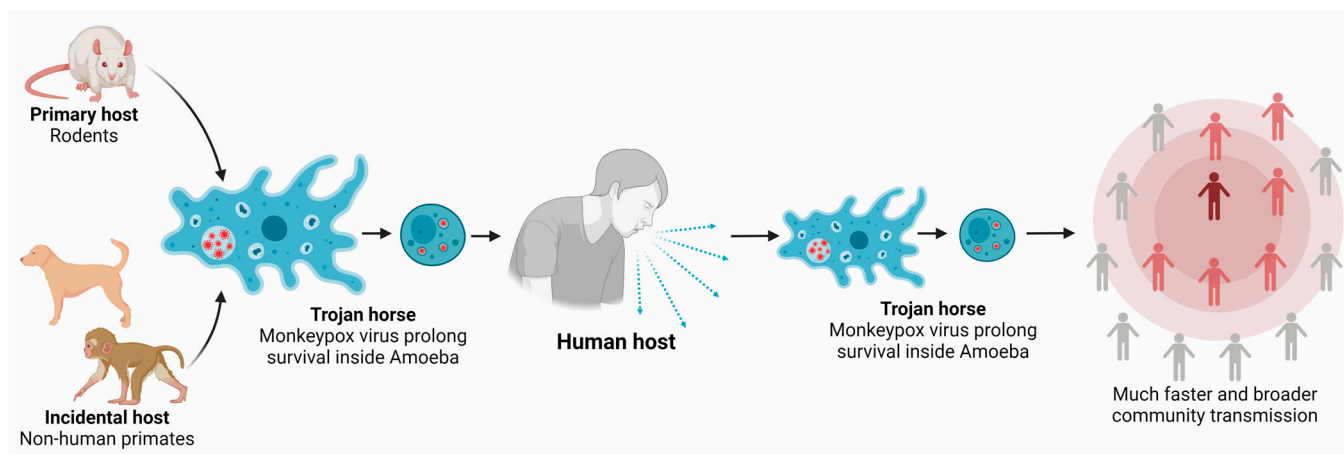 Primary host
Rodents
Incidental host
Non-human primates
Trojan horse
Monkeypox virus prolong
survival inside Amoeba
Human host
Trojan horse
Monkeypox virus prolong
survival inside Amoeba
Much faster and broader
community transmission